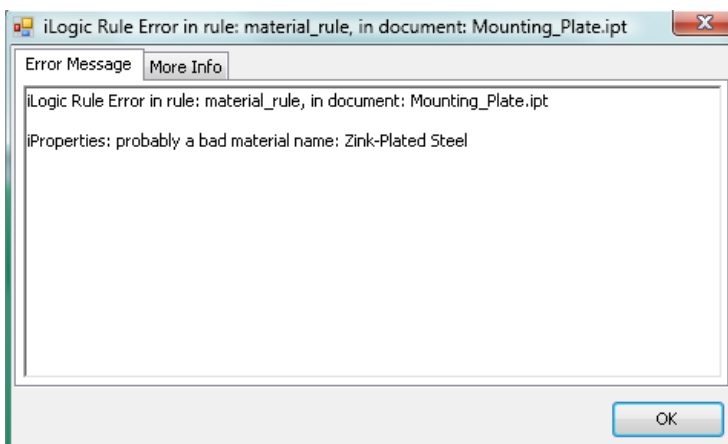 iLogic Rule Error in rule: material_rule, in document: Mounting_Plate.ipt
Error Message
More Info
iLogic Rule Error in rule: material_rule, in document: Mounting_Plate.ipt
iProperties: probably a bad material name: Zink-Plated Steel
OK